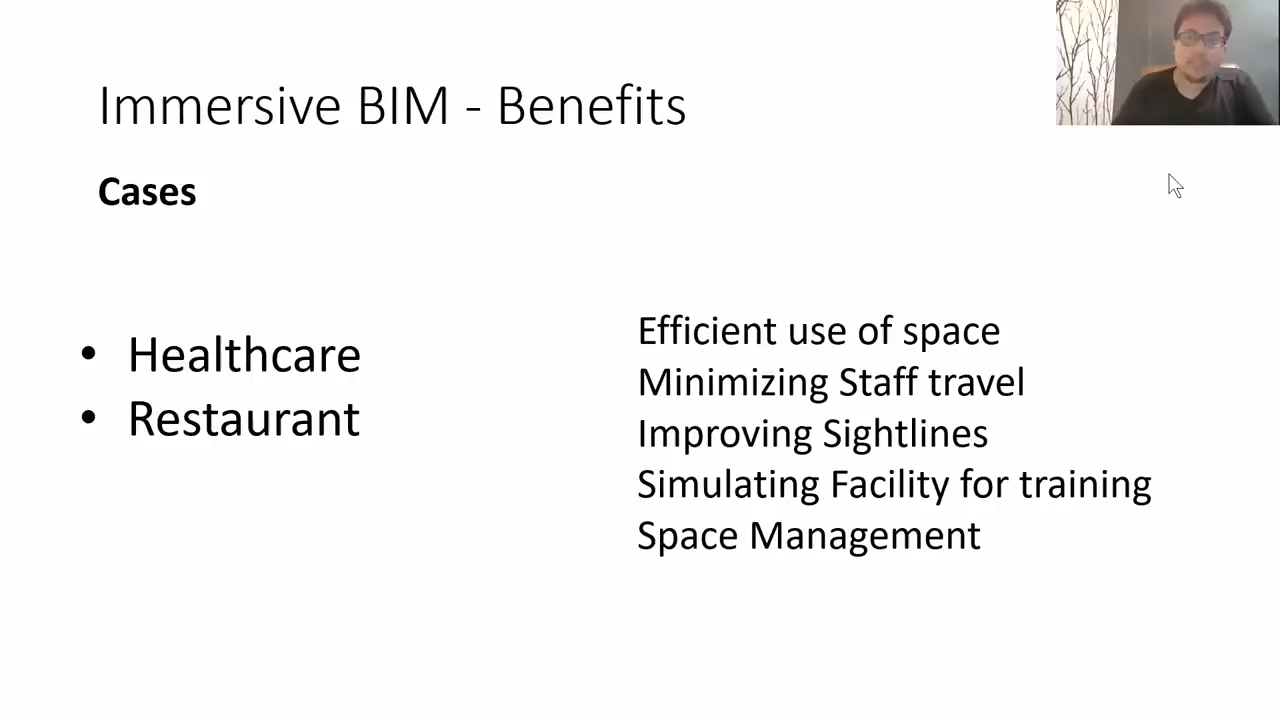 Immersive BIM - Benefits
Cases
• Healthcare
• Restaurant
Efficient use of space
Minimizing Staff travel
Improving Sightlines
Simulating Facility for training
Space Management